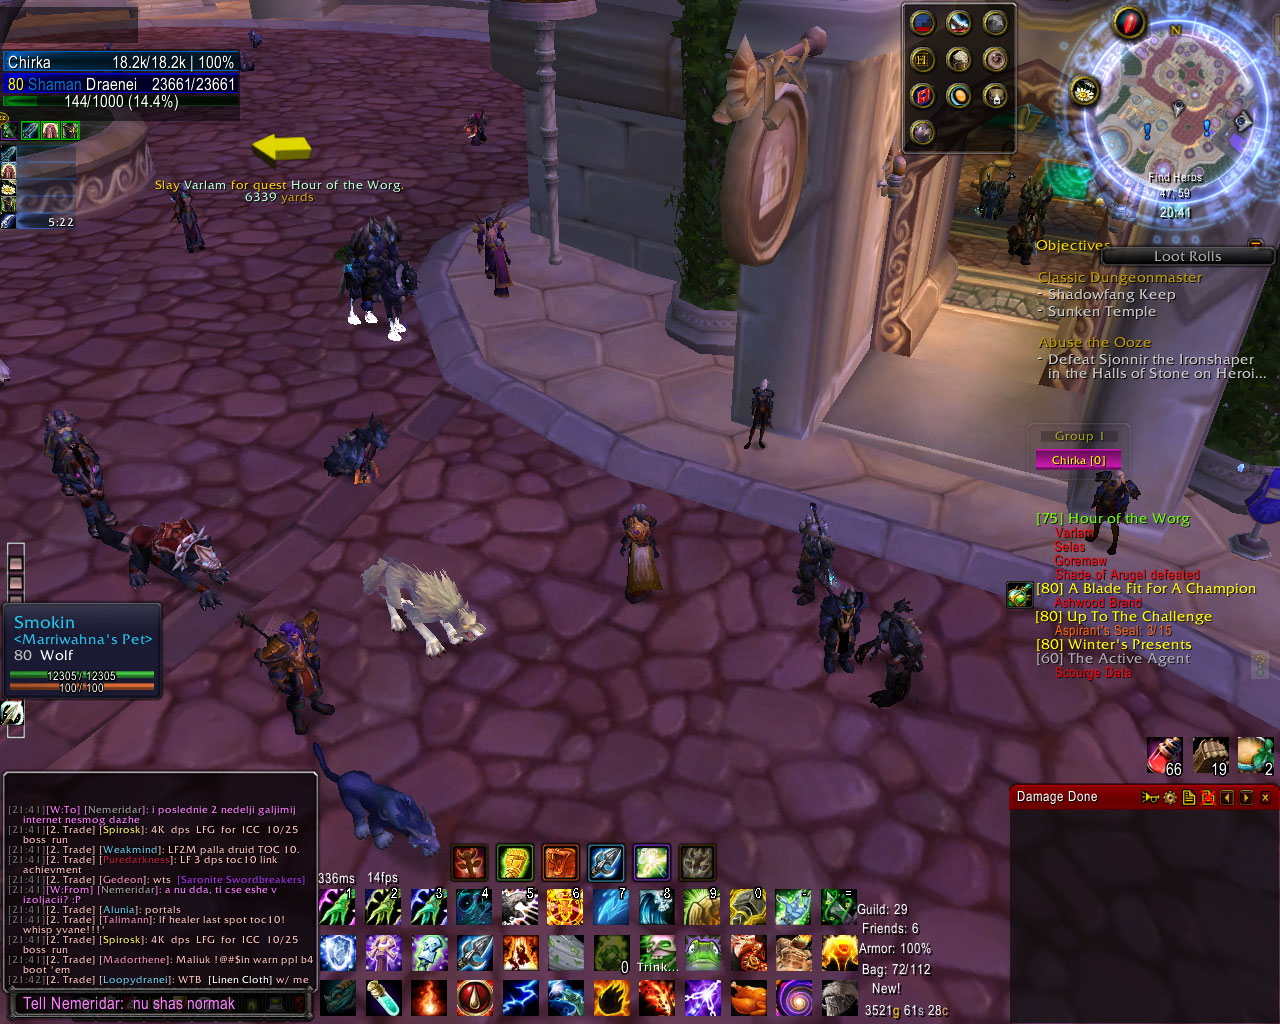 Chirka 18.2k/18.2k | 100%
80 Shaman Draenei 23661/23661
144/1000 (14.4%)
5:22
Slay Varlam for quest Hour of the Worg.
6339 yards
N
Find Herbs
47, 59
20:41
Objectives
Loot Rolls
Classic Dungeonmaster
- Shadowfang Keep
- Sunken Temple
Abuse the Ooze
- Defeat Sjonnir the Ironshaper
in the Halls of Stone on Heroi...
Group 1
Chirka [0]
[75] Hour of the Worg
Varlam
Selas
Goremaw
Shade of Arugal defeated
[80] A Blade Fit For A Champion
Ashwood Brand
[80] Up To The Challenge
Aspirant's Seal: 3/15
[80] Winter's Presents
[60] The Active Agent
Scourge Data
Smokin
<Marriwahna's Pet>
80 Wolf
12305 / 12305
100 / 100
66 19 2
Damage Done
[21:41][W:To] [Nemeridar]: i poslednie 2 nedelji galjimij
internet nesmog dazhe
[21:41][2. Trade] [Spirosk]: 4K dps LFG for ICC 10/25
boss run
[21:41][2. Trade] [Weakmind]: LF2M palla druid TOC 10.
[21:41][2. Trade] [Puredarkness]: LF 3 dps toc10 link
achievment
[21:41][2. Trade] [Gedeon]: wts [Saronite Swordbreakers]
[21:41][W:From] [Nemeridar]: a nu dda, ti cse eshe v
izoljacii? :P
[21:41][2. Trade] [Alunia]: portals
[21:41][2. Trade] [Talimann]: lf healer last spot toc10!
whisp yvane!!!'
[21:41][2. Trade] [Spirosk]: 4K dps LFG for ICC 10/25
boss run
[21:41][2. Trade] [Madorthene]: Maliuk !@#$in warn ppl b4
boot 'em
[21:42][2. Trade] [Loopydranei]: WTB [Linen Cloth] w/ me
Tell Nemeridar: nu shas normak
336ms 14fps
1 2 3 4 5 6 7 8 9 0 - =
0 Trink...
Guild: 29
Friends: 6
Armor: 100%
Bag: 72/112
New!
3521g 61s 28c